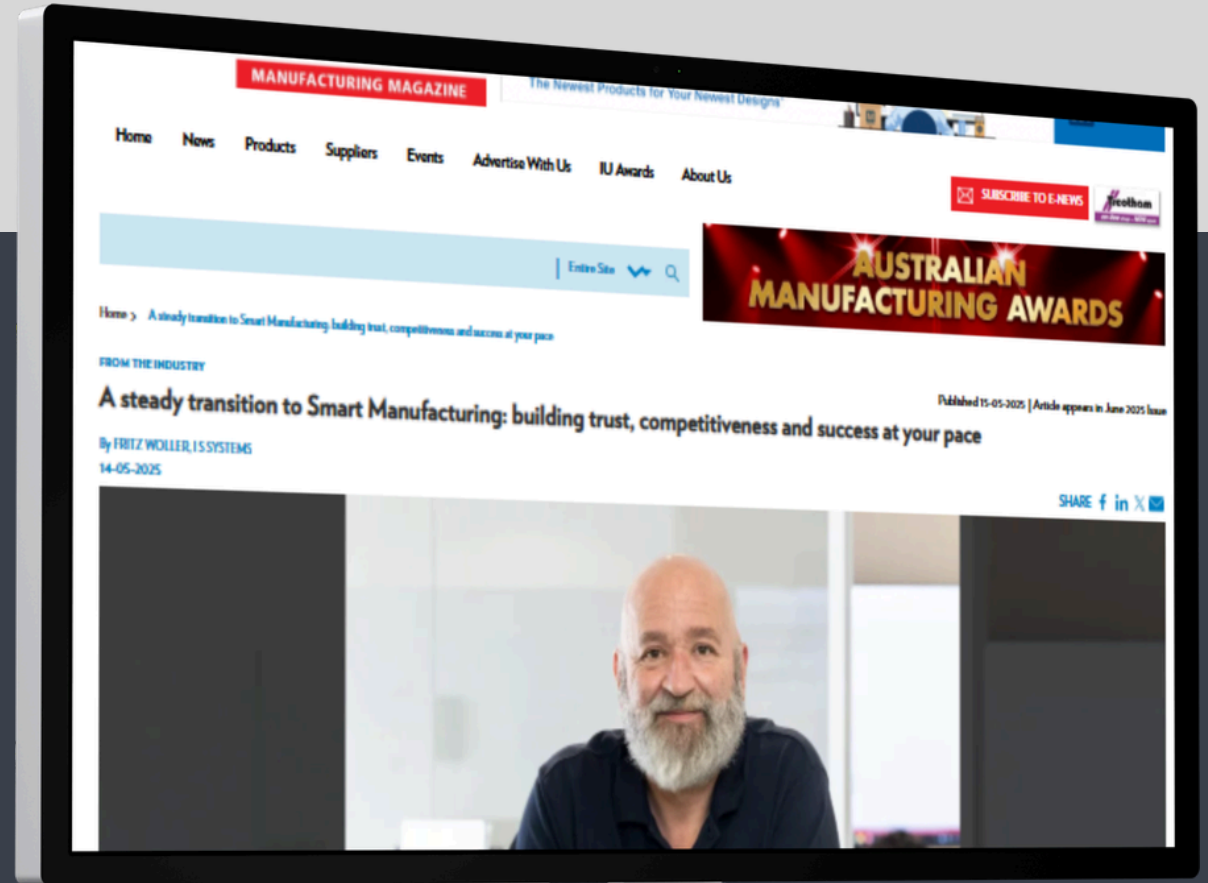 MANUFACTURING MAGAZINE
The Newest Products for Your Newest Designs®
Home News Products Suppliers Events Advertise With Us IU Awards About Us
SUBSCRIBE TO E-NEWS
Treotham
Entire Site
AUSTRALIAN
MANUFACTURING AWARDS
Home > A steady transition to Smart Manufacturing: building trust, competitiveness and success at your pace
FROM THE INDUSTRY
Published 15-05-2025 | Article appears in June 2025 Issue
A steady transition to Smart Manufacturing: building trust, competitiveness and success at your pace
By FRITZ WOLLER, I S SYSTEMS
14-05-2025
SHARE f in X